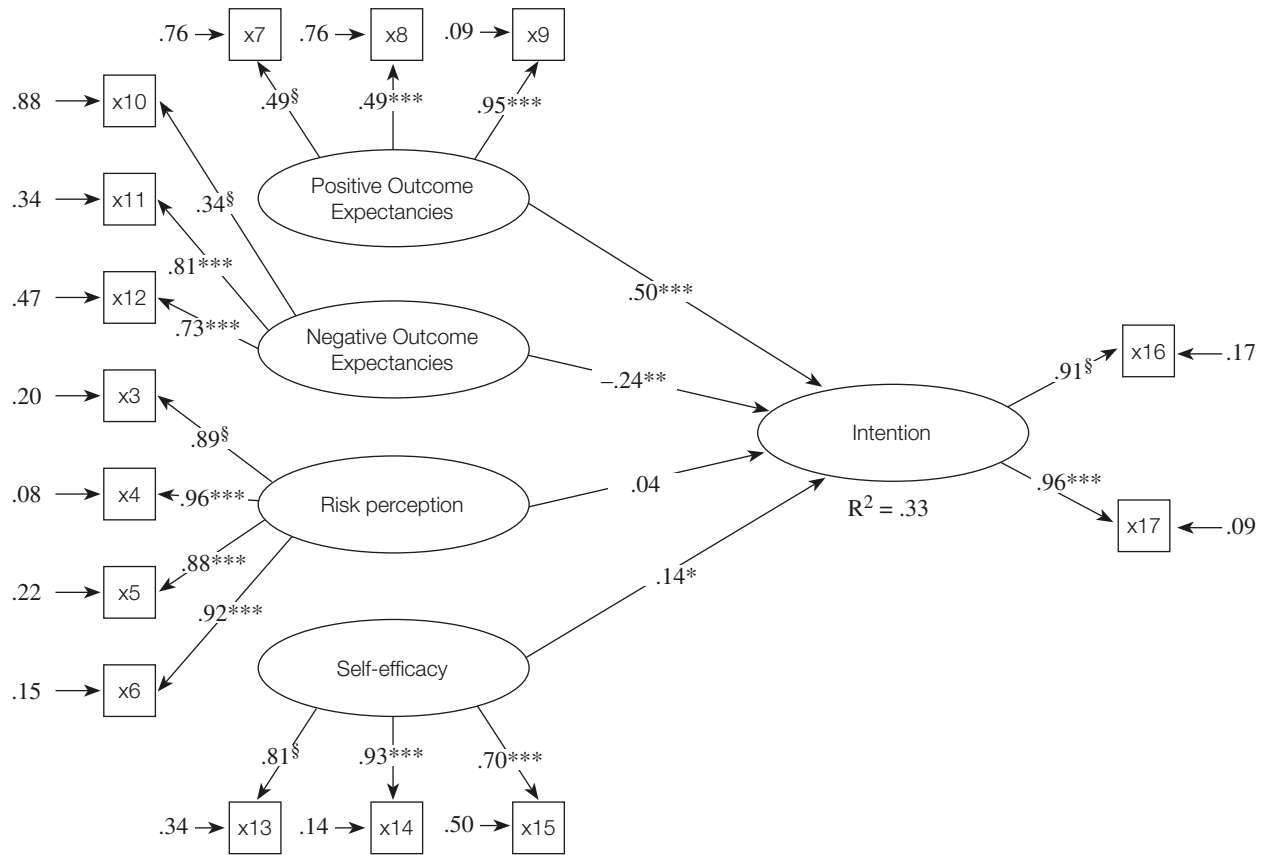 .76 x7 .76 x8 .09 x9
.49§ .49*** .95***
.88 x10
.34 x11
.34§
.81***
.47 x12
.73***
Positive Outcome
Expectancies
.50***
Negative Outcome
Expectancies
–.24**
.20 x3
.89§
.08 x4
.96***
.22 x5
.88***
.92***
.15 x6
Risk perception
.04
Intention
R² = .33
.91§
x16 .17
.96***
x17 .09
.14*
Self-efficacy
.81§ .93*** .70***
.34 x13 .14 x14 .50 x15